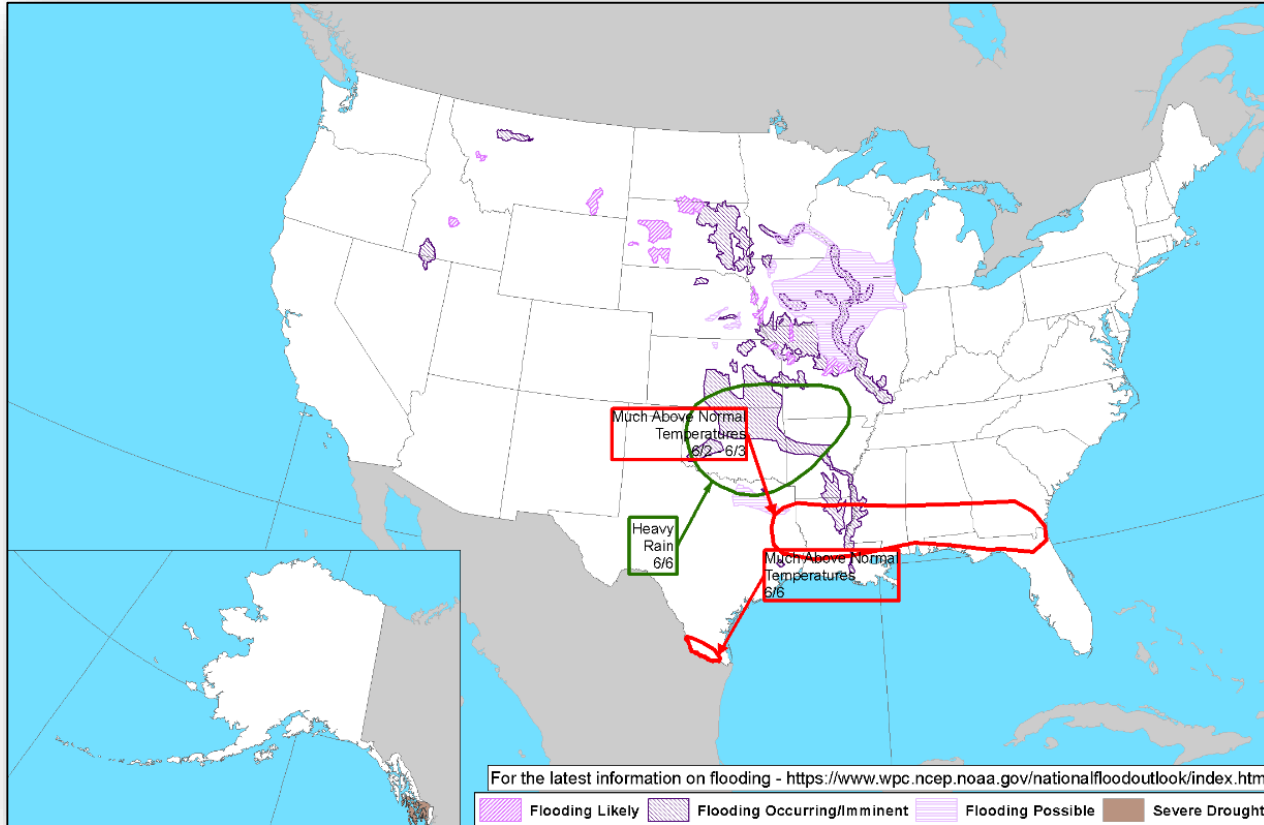 Much Above Normal
Temperatures
6/2 - 6/3
Heavy
Rain
6/6
Much Above Normal
Temperatures
6/6
For the latest information on flooding - https://www.wpc.ncep.noaa.gov/nationalfloodoutlook/index.htm
Flooding Likely
Flooding Occurring/Imminent
Flooding Possible
Severe Drought